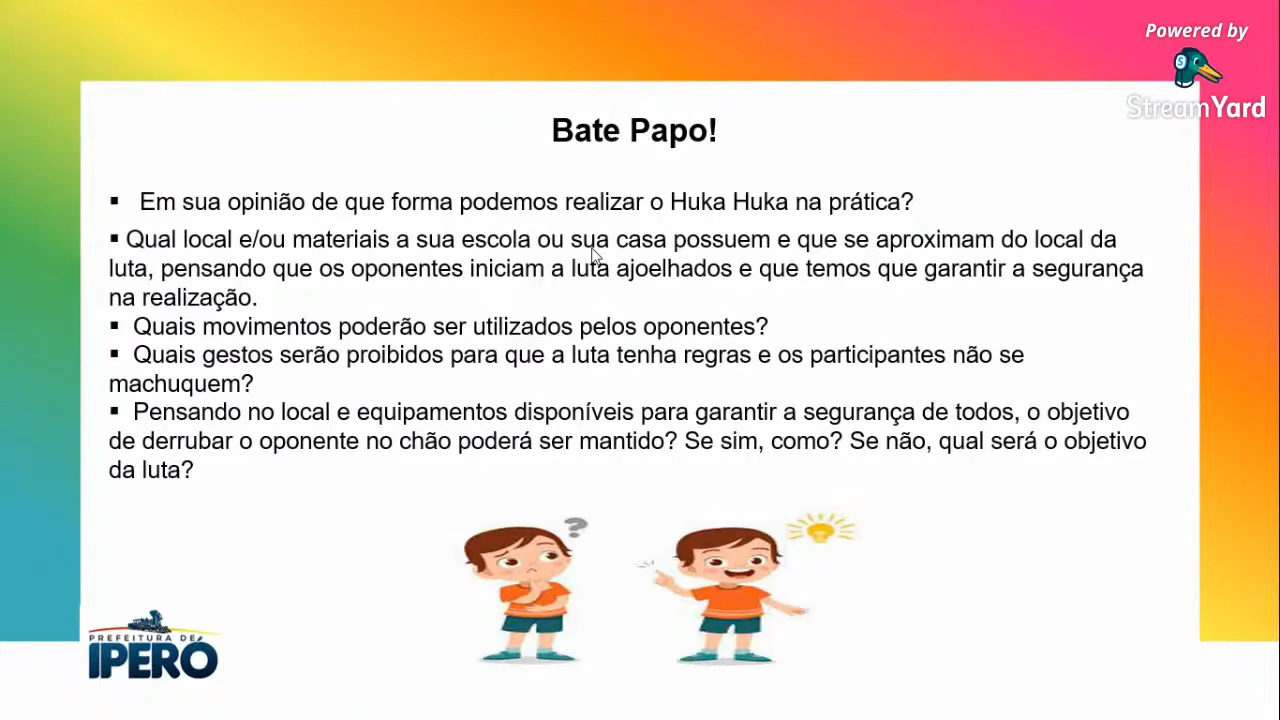 Powered by
StreamYard
Bate Papo!
▪ Em sua opinião de que forma podemos realizar o Huka Huka na prática?
▪ Qual local e/ou materiais a sua escola ou sua casa possuem e que se aproximam do local da
luta, pensando que os oponentes iniciam a luta ajoelhados e que temos que garantir a segurança
na realização.
▪ Quais movimentos poderão ser utilizados pelos oponentes?
▪ Quais gestos serão proibidos para que a luta tenha regras e os participantes não se
machuquem?
▪ Pensando no local e equipamentos disponíveis para garantir a segurança de todos, o objetivo
de derrubar o oponente no chão poderá ser mantido? Se sim, como? Se não, qual será o objetivo
da luta?
?
PREFEITURA DE
IPERÓ